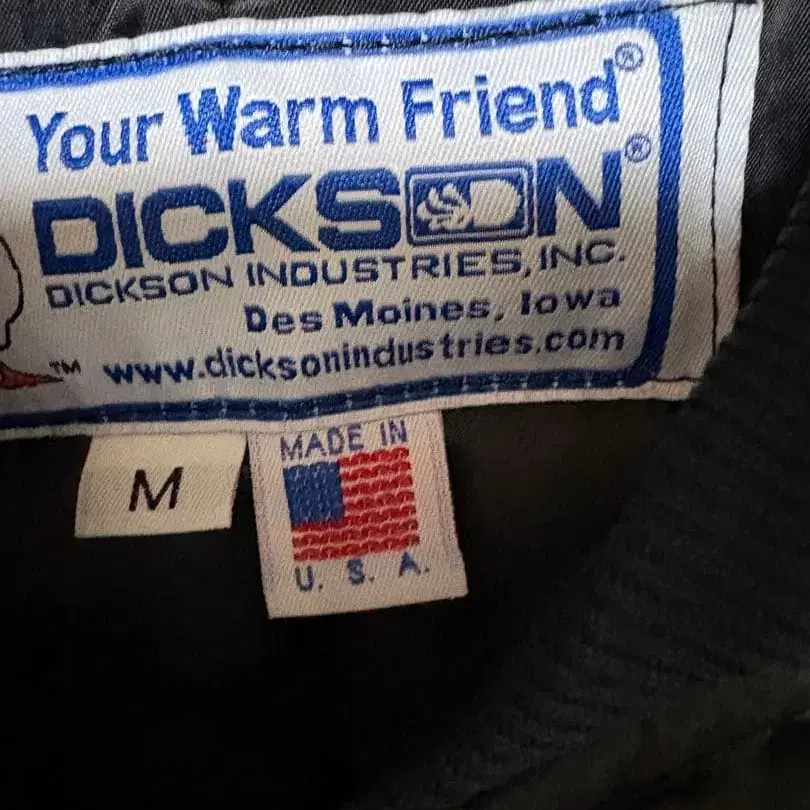 Your Warm Friend®
DICKSON®
DICKSON INDUSTRIES, INC.
Des Moines, Iowa
™ www.dicksonindustries.com
M
MADE IN
U. S. A.